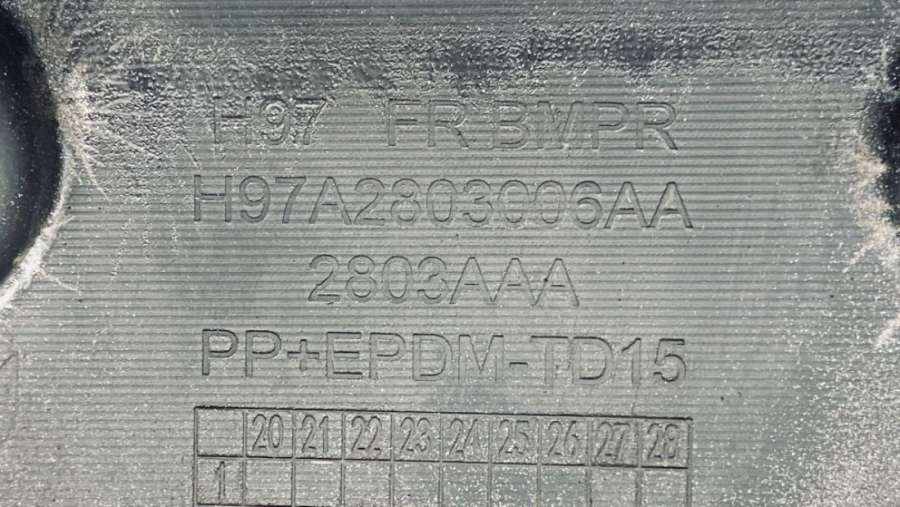 H97 FR BMPR
H97A2803006AA
2803AAA
PP+EPDM-TD15
20 21 22 23 24 25 26 27 28
1